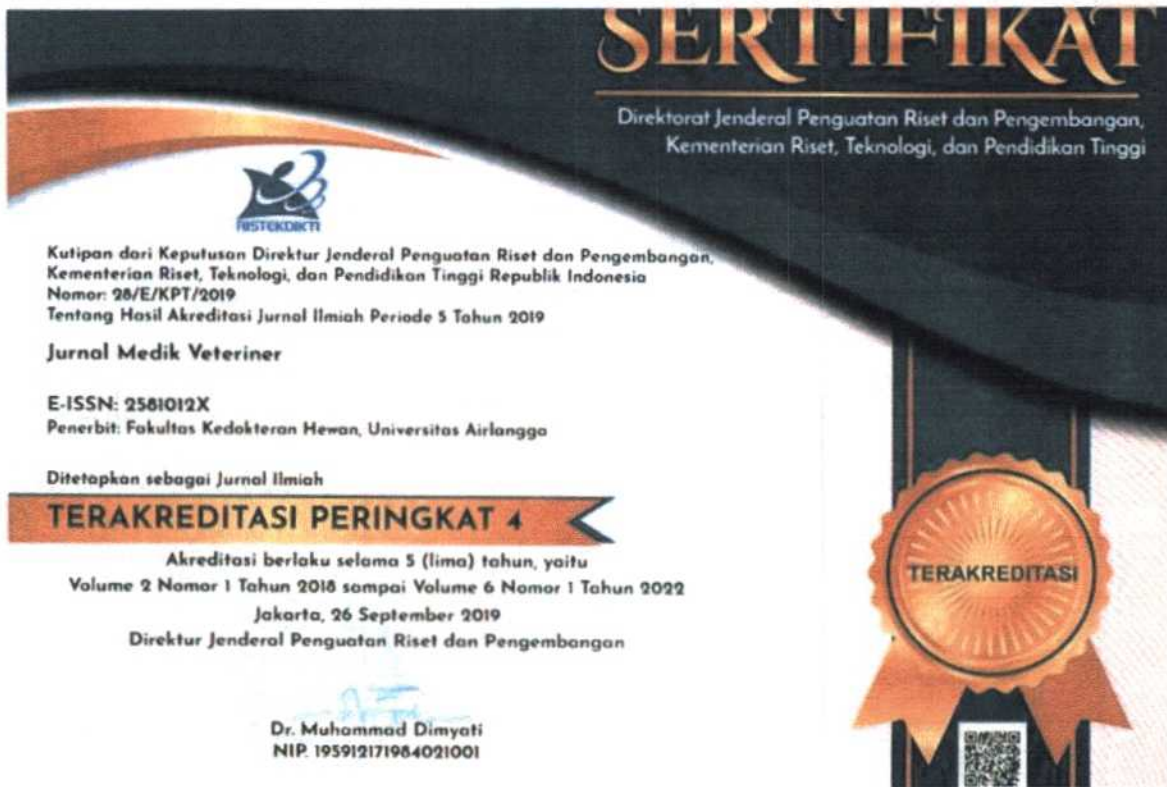 SERTIFIKAT
Direktorat Jenderal Penguatan Riset dan Pengembangan,
Kementerian Riset, Teknologi, dan Pendidikan Tinggi
RISTEKDIKTI
Kutipan dari Keputusan Direktur Jenderal Penguatan Riset dan Pengembangan,
Kementerian Riset, Teknologi, dan Pendidikan Tinggi Republik Indonesia
Nomor: 28/E/KPT/2019
Tentang Hasil Akreditasi Jurnal Ilmiah Periode 5 Tahun 2019
Jurnal Medik Veteriner
E-ISSN: 2581012X
Penerbit: Fakultas Kedokteran Hewan, Universitas Airlangga
Ditetapkan sebagai Jurnal Ilmiah
TERAKREDITASI PERINGKAT 4
Akreditasi berlaku selama 5 (lima) tahun, yaitu
Volume 2 Nomor 1 Tahun 2018 sampai Volume 6 Nomor 1 Tahun 2022
Jakarta, 26 September 2019
Direktur Jenderal Penguatan Riset dan Pengembangan
Dr. Muhammad Dimyati
NIP. 195912171984021001
TERAKREDITASI